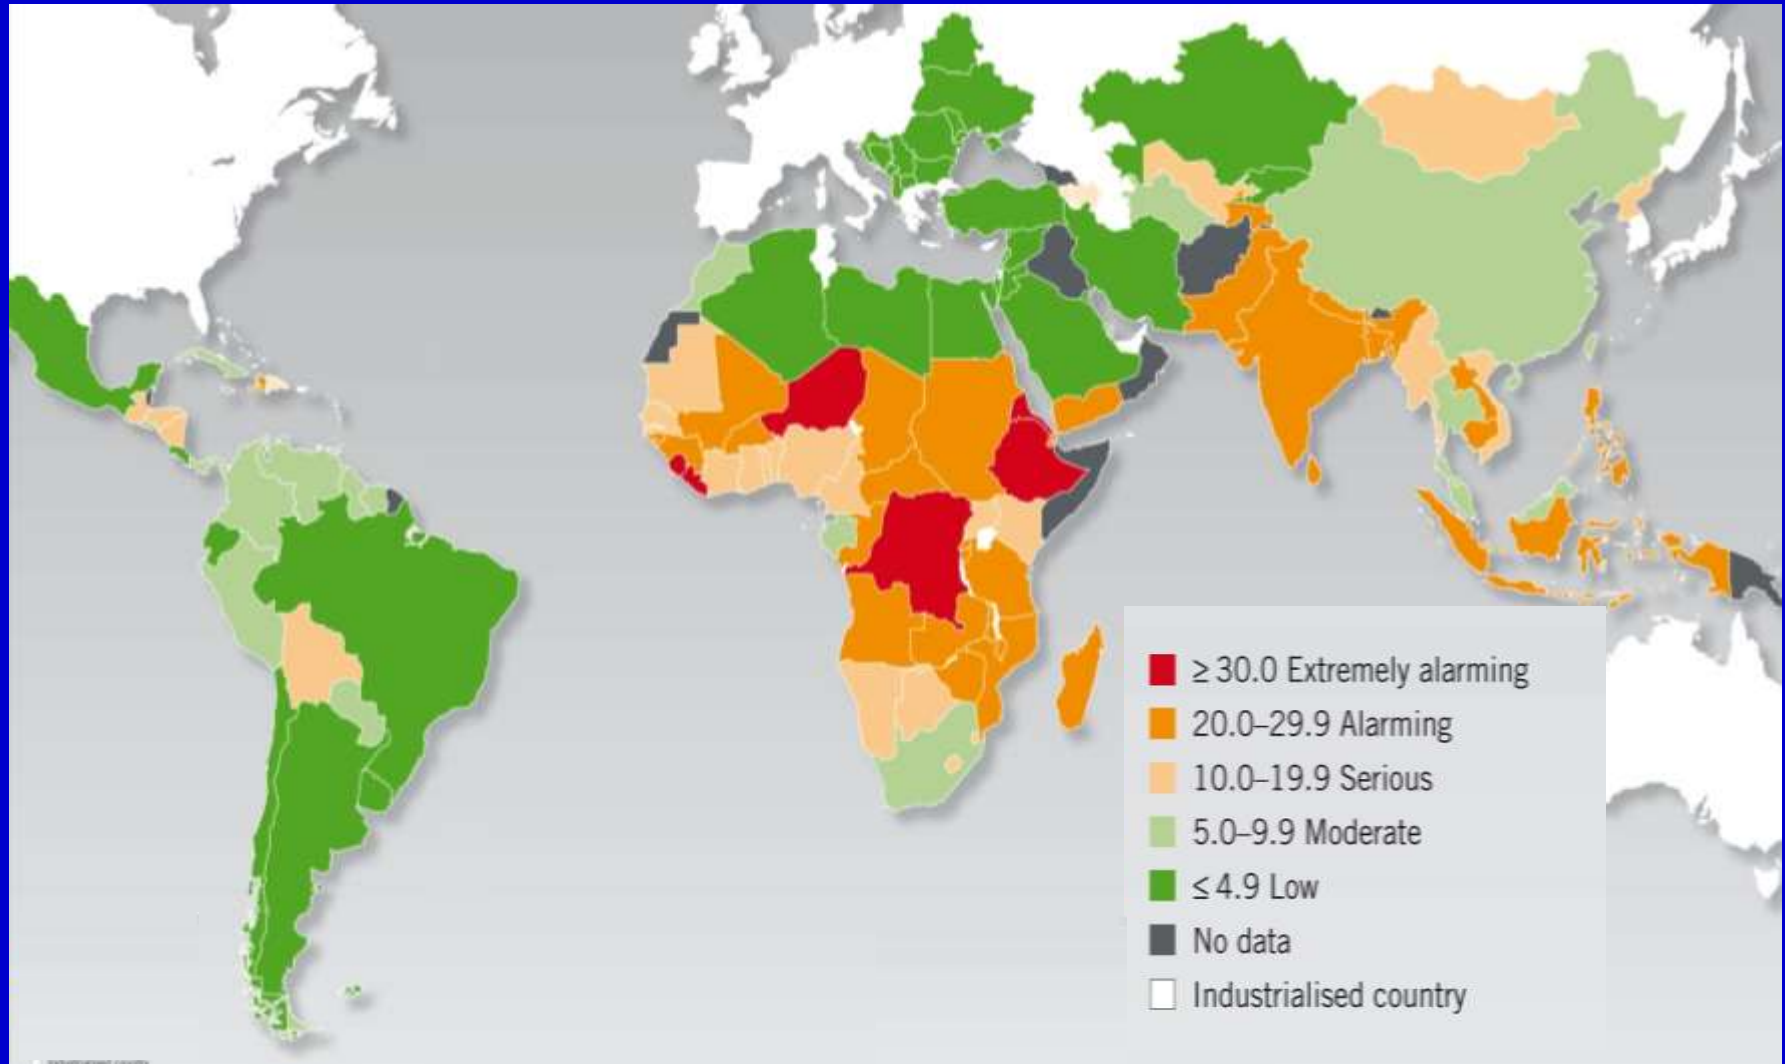 ≥ 30.0 Extremely alarming
20.0–29.9 Alarming
10.0–19.9 Serious
5.0–9.9 Moderate
≤ 4.9 Low
No data
Industrialised country